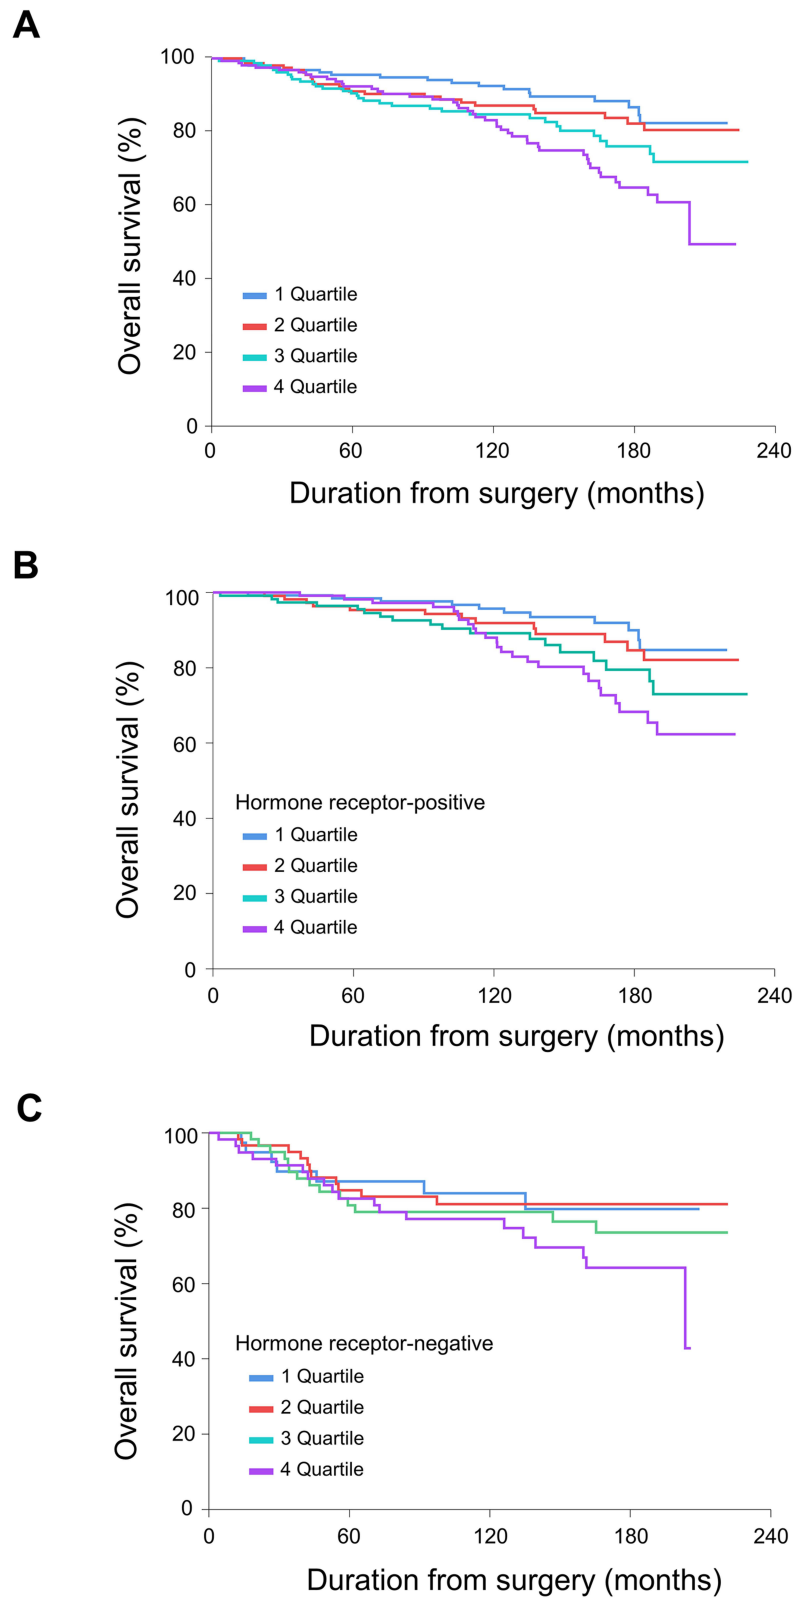 A
Overall survival (%)
100
80
60
40
20
0
1 Quartile
2 Quartile
3 Quartile
4 Quartile
0 60 120 180 240
Duration from surgery (months)
B
Overall survival (%)
100
80
60
40
20
0
Hormone receptor-positive
1 Quartile
2 Quartile
3 Quartile
4 Quartile
0 60 120 180 240
Duration from surgery (months)
C
Overall survival (%)
100
80
60
40
20
0
Hormone receptor-negative
1 Quartile
2 Quartile
3 Quartile
4 Quartile
0 60 120 180 240
Duration from surgery (months)